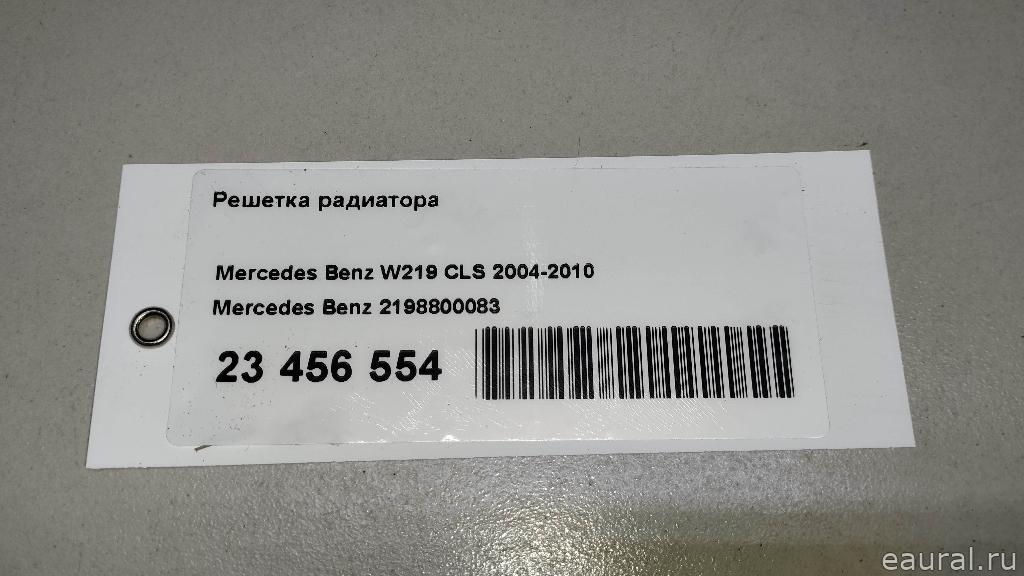 Решетка радиатора
Mercedes Benz W219 CLS 2004-2010
Mercedes Benz 2198800083
23 456 554
eaural.ru